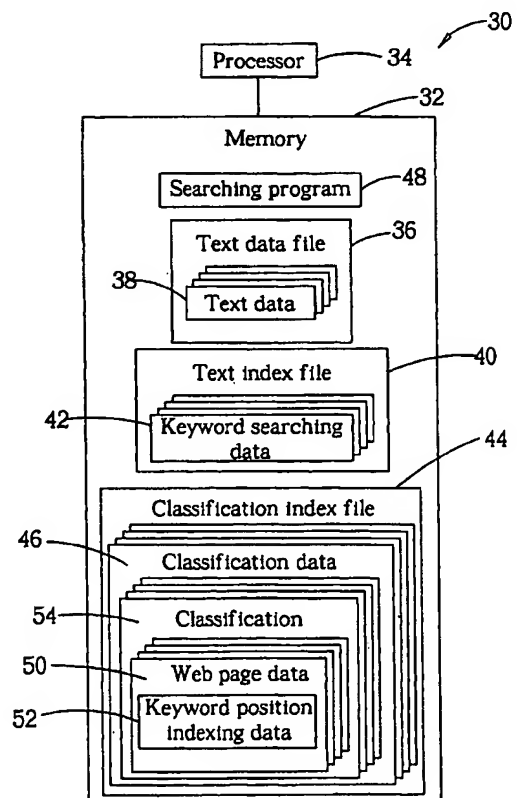 30
Processor 34
32
Memory
Searching program 48
36
Text data file
38 Text data
40
Text index file
42 Keyword searching
data
44
Classification index file
46 Classification data
54 Classification
50 Web page data
52 Keyword position
indexing data